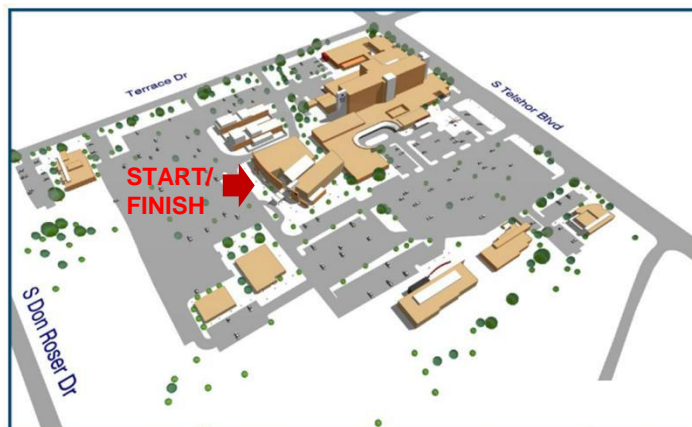 Terrace Dr
S Telshor Blvd
START/
FINISH
S Don Roser Dr